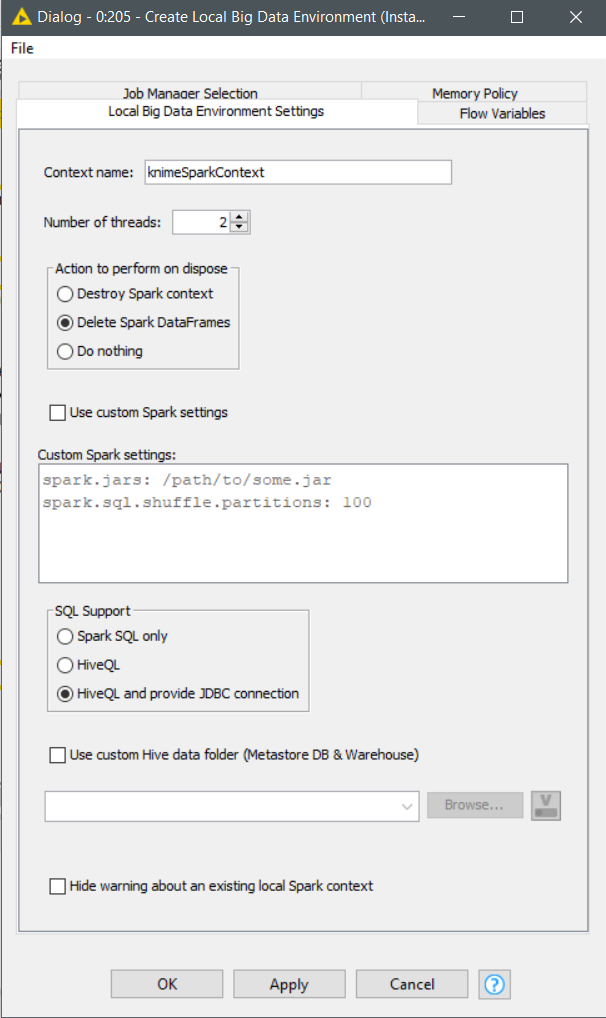 Dialog - 0:205 - Create Local Big Data Environment (Insta...
File
Job Manager Selection
Memory Policy
Local Big Data Environment Settings
Flow Variables
Context name:
knimeSparkContext
Number of threads:
2
Action to perform on dispose
Destroy Spark context
Delete Spark DataFrames
Do nothing
Use custom Spark settings
Custom Spark settings:
spark.jars: /path/to/some.jar
spark.sql.shuffle.partitions: 100
SQL Support
Spark SQL only
HiveQL
HiveQL and provide JDBC connection
Use custom Hive data folder (Metastore DB & Warehouse)
Browse...
V
Hide warning about an existing local Spark context
OK
Apply
Cancel
?